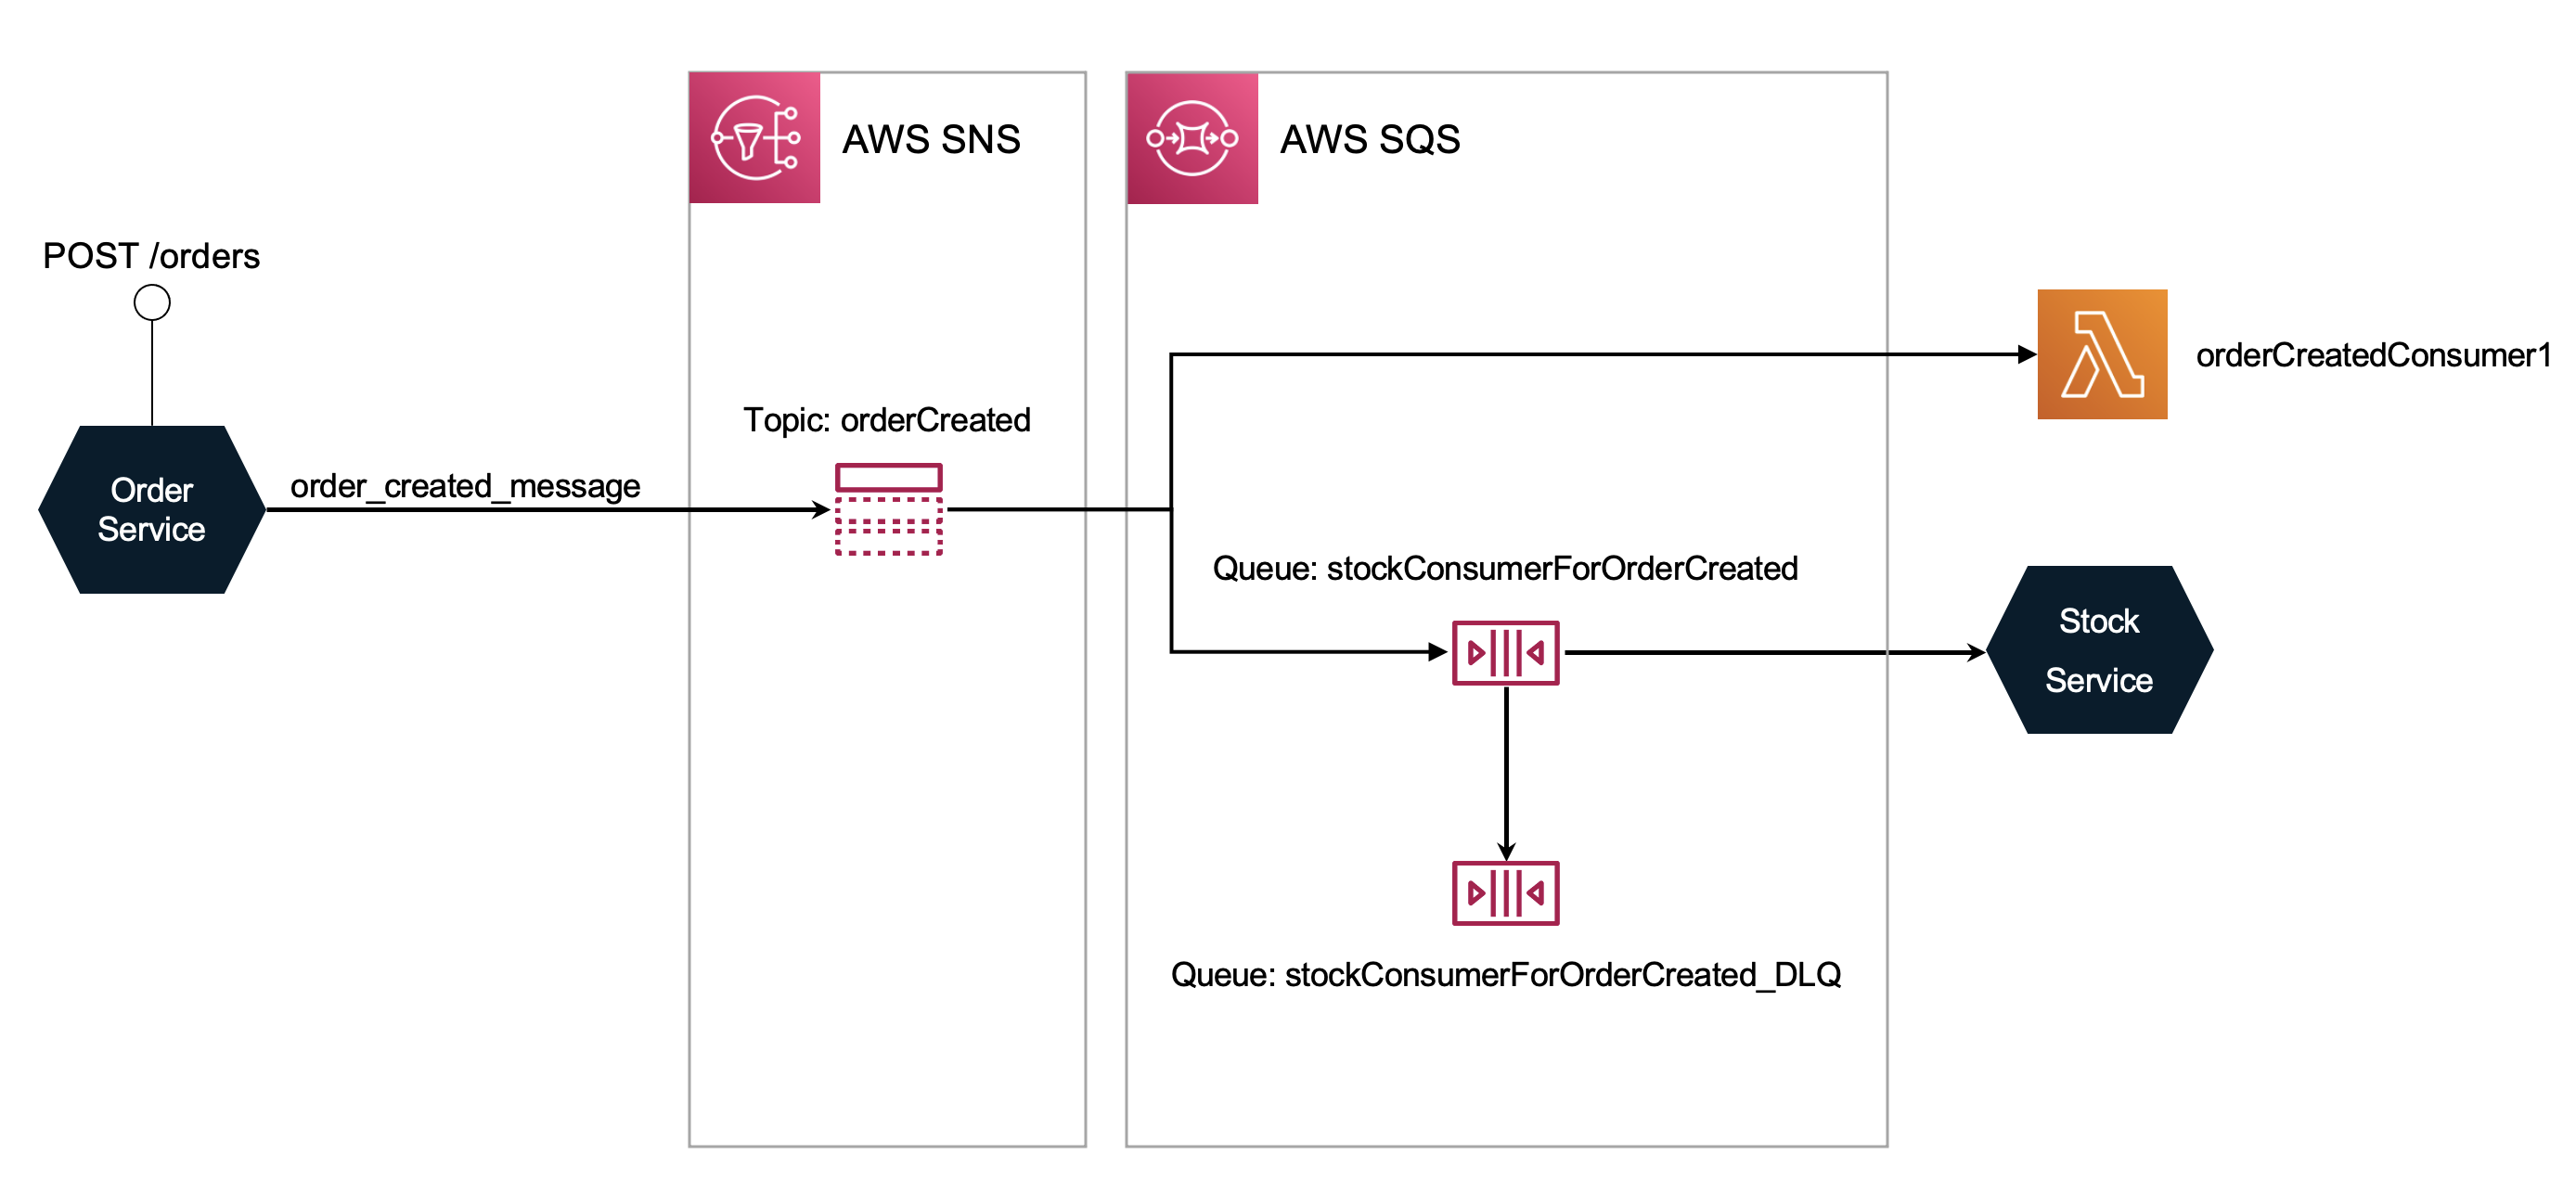 AWS SNS
AWS SQS
POST /orders
orderCreatedConsumer1
Topic: orderCreated
Order
Service
order_created_message
Queue: stockConsumerForOrderCreated
Stock
Service
Queue: stockConsumerForOrderCreated_DLQ